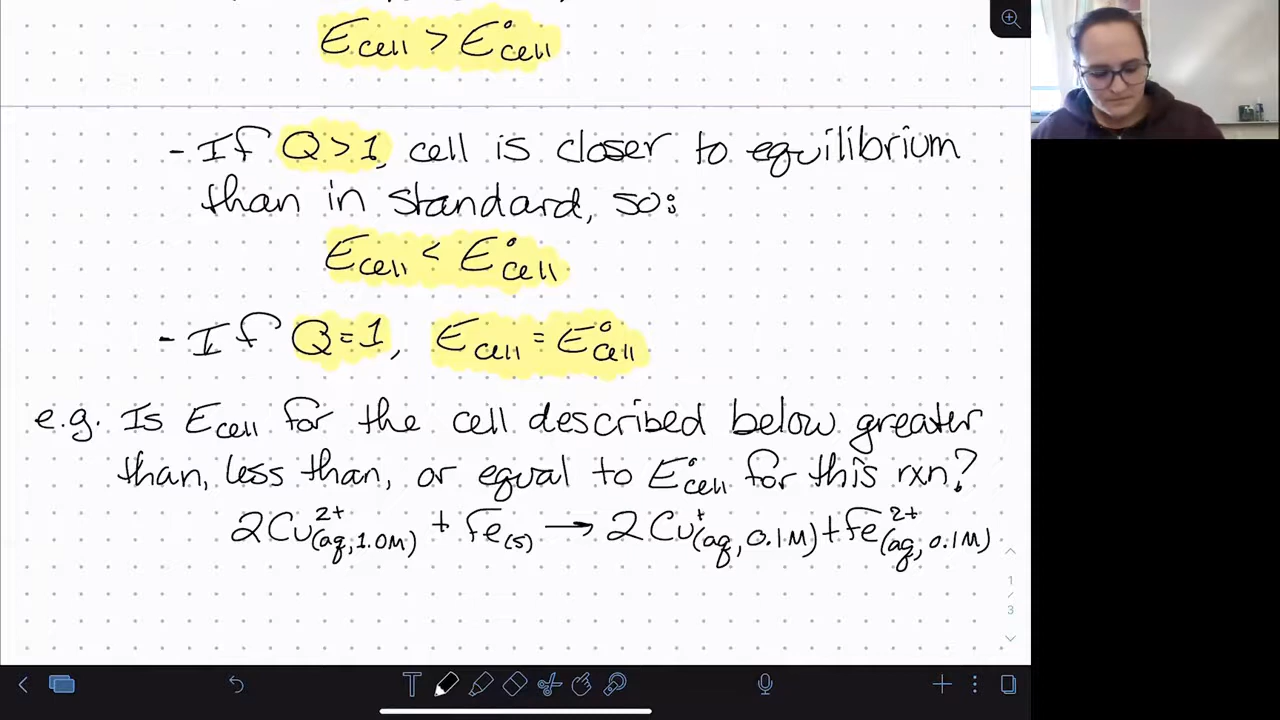 Ecell > E°cell
- If Q > 1, cell is closer to equilibrium
than in standard, so:
Ecell < E°cell
- If Q = 1, Ecell = E°cell
e.g. Is Ecell for the cell described below greater
than, less than, or equal to E°cell for this rxn?
2Cu²⁺(aq, 1.0M) + Fe(s) → 2Cu⁺(aq, 0.1M) + Fe²⁺(aq, 0.1M)
1
/
3
T